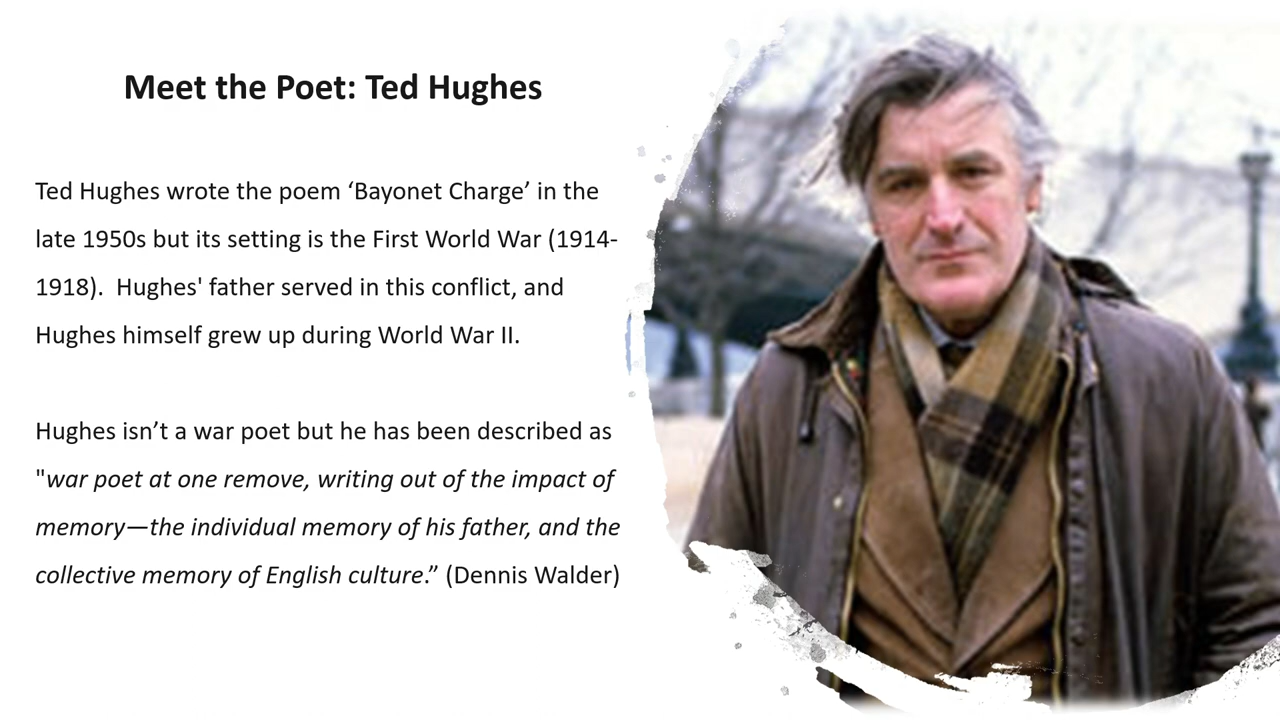 Meet the Poet: Ted Hughes
Ted Hughes wrote the poem ‘Bayonet Charge’ in the
late 1950s but its setting is the First World War (1914-
1918).  Hughes' father served in this conflict, and
Hughes himself grew up during World War II.
Hughes isn’t a war poet but he has been described as
"war poet at one remove, writing out of the impact of
memory—the individual memory of his father, and the
collective memory of English culture.” (Dennis Walder)